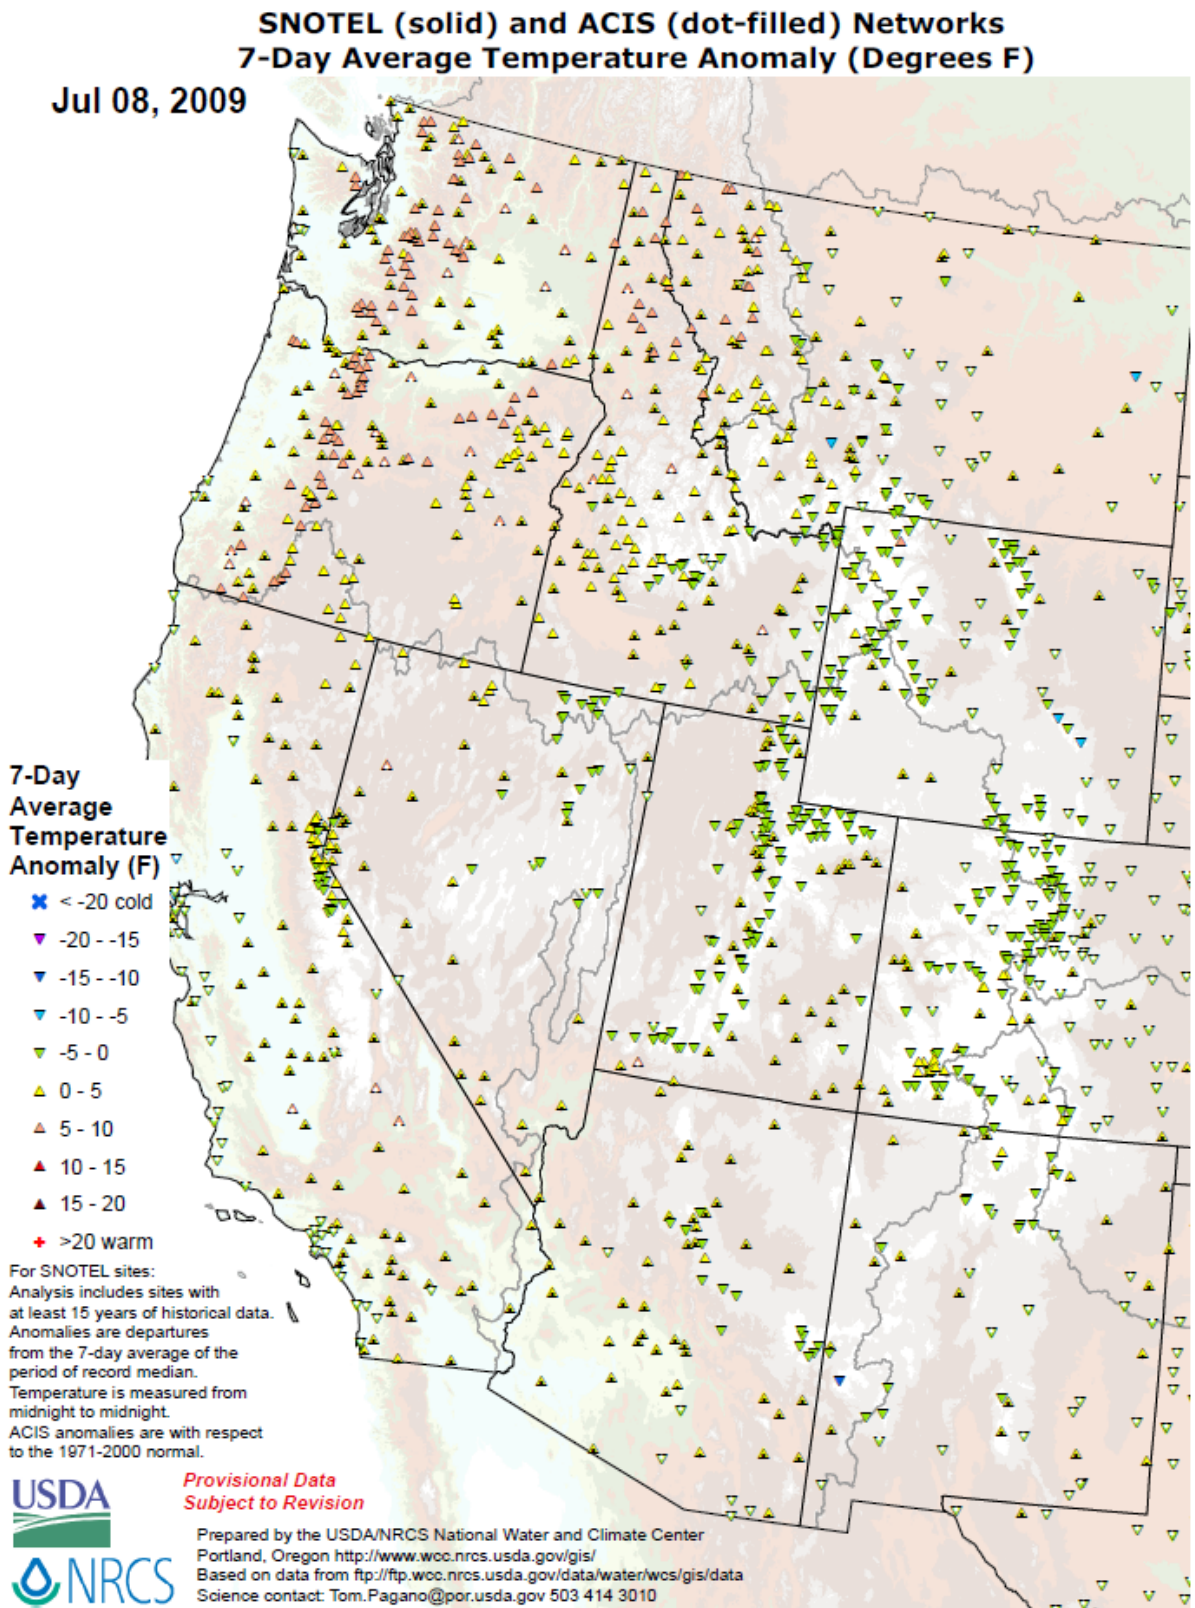 SNOTEL (solid) and ACIS (dot-filled) Networks
7-Day Average Temperature Anomaly (Degrees F)
Jul 08, 2009
7-Day
Average
Temperature
Anomaly (F)
< -20 cold
-20 - -15
-15 - -10
-10 - -5
-5 - 0
0 - 5
5 - 10
10 - 15
15 - 20
>20 warm
For SNOTEL sites:
Analysis includes sites with
at least 15 years of historical data.
Anomalies are departures
from the 7-day average of the
period of record median.
Temperature is measured from
midnight to midnight.
ACIS anomalies are with respect
to the 1971-2000 normal.
USDA
NRCS
Provisional Data
Subject to Revision
Prepared by the USDA/NRCS National Water and Climate Center
Portland, Oregon http://www.wcc.nrcs.usda.gov/gis/
Based on data from ftp://ftp.wcc.nrcs.usda.gov/data/water/wcs/gis/data
Science contact: Tom.Pagano@por.usda.gov 503 414 3010